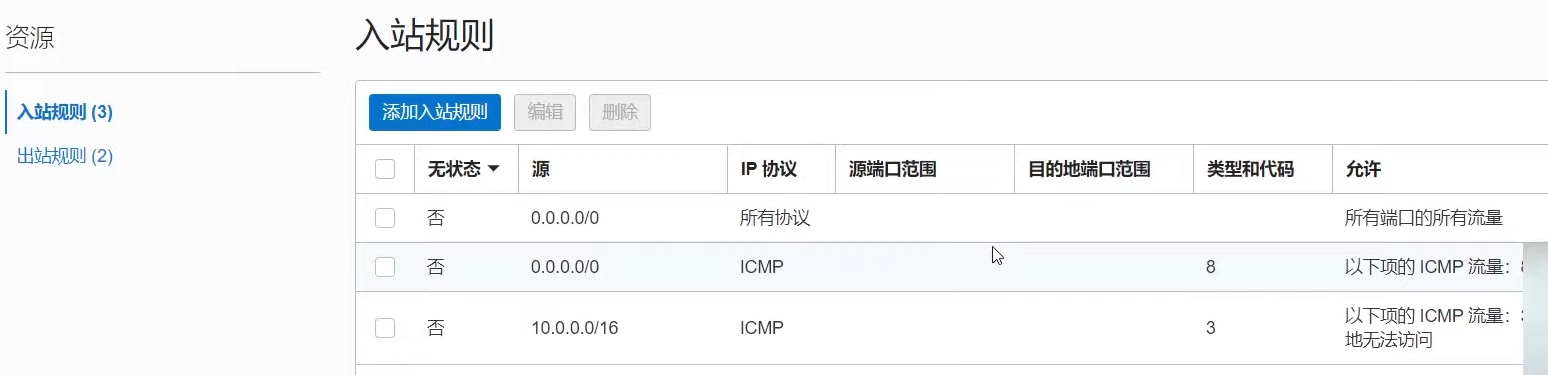 资源
入站规则 (3)
出站规则 (2)
入站规则
添加入站规则 编辑 删除
无状态 源 IP 协议 源端口范围 目的地端口范围 类型和代码 允许
否 0.0.0.0/0 所有协议 所有端口的所有流量
否 0.0.0.0/0 ICMP 8 以下项的 ICMP 流量：
否 10.0.0.0/16 ICMP 3 以下项的 ICMP 流量：
地无法访问